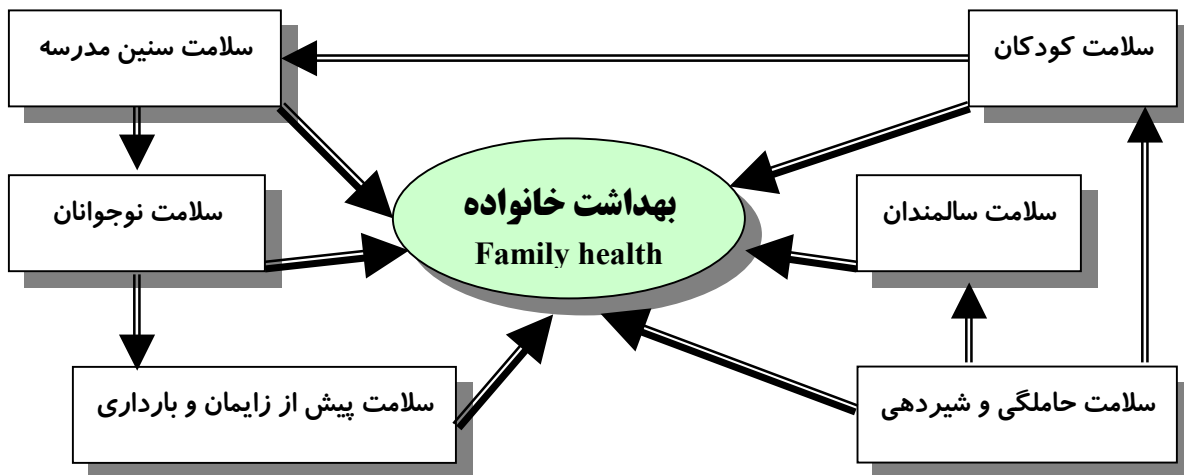 سلامت کودکان
سلامت سنین مدرسه
بهداشت خانواده
Family health
سلامت سالمندان
سلامت نوجوانان
سلامت حاملگی و شیردهی
سلامت پیش از زایمان و بارداری